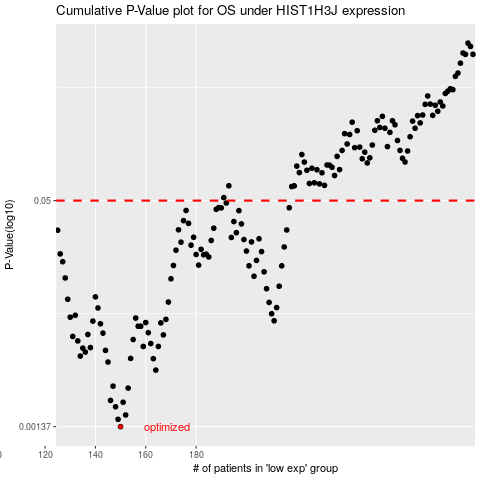 Cumulative P-Value plot for OS under HIST1H3J expression
P-Value(log10)
0.05
0.00137
optimized
0
120
140
160
180
# of patients in 'low exp' group